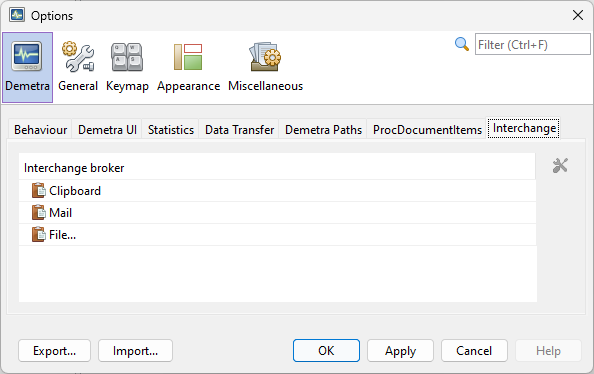 Options
Filter (Ctrl+F)
Demetra General Keymap Appearance Miscellaneous
Behaviour Demetra UI Statistics Data Transfer Demetra Paths ProcDocumentItems Interchange
Interchange broker
Clipboard
Mail
File...
Export... Import... OK Apply Cancel Help